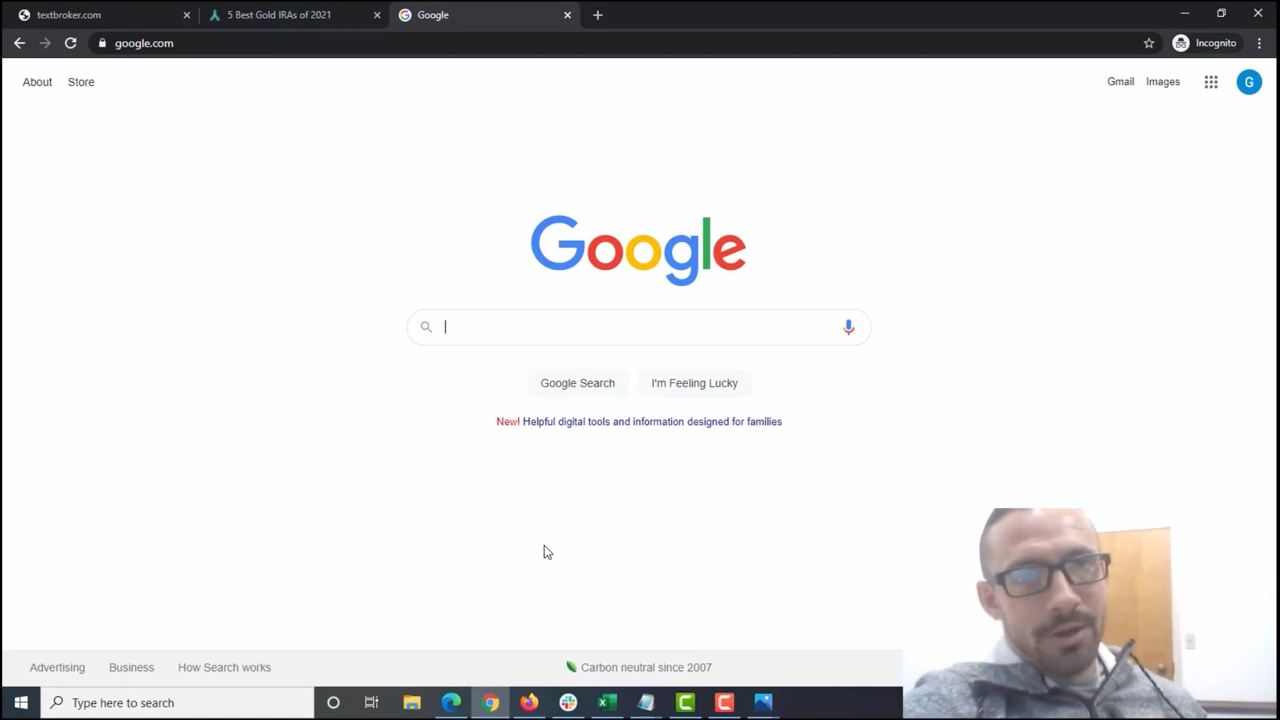 textbroker.com
5 Best Gold IRAs of 2021
Google
google.com
Incognito
About
Store
Gmail
Images
G
Google
Google Search
I'm Feeling Lucky
New! Helpful digital tools and information designed for families
Advertising
Business
How Search works
Carbon neutral since 2007
Type here to search